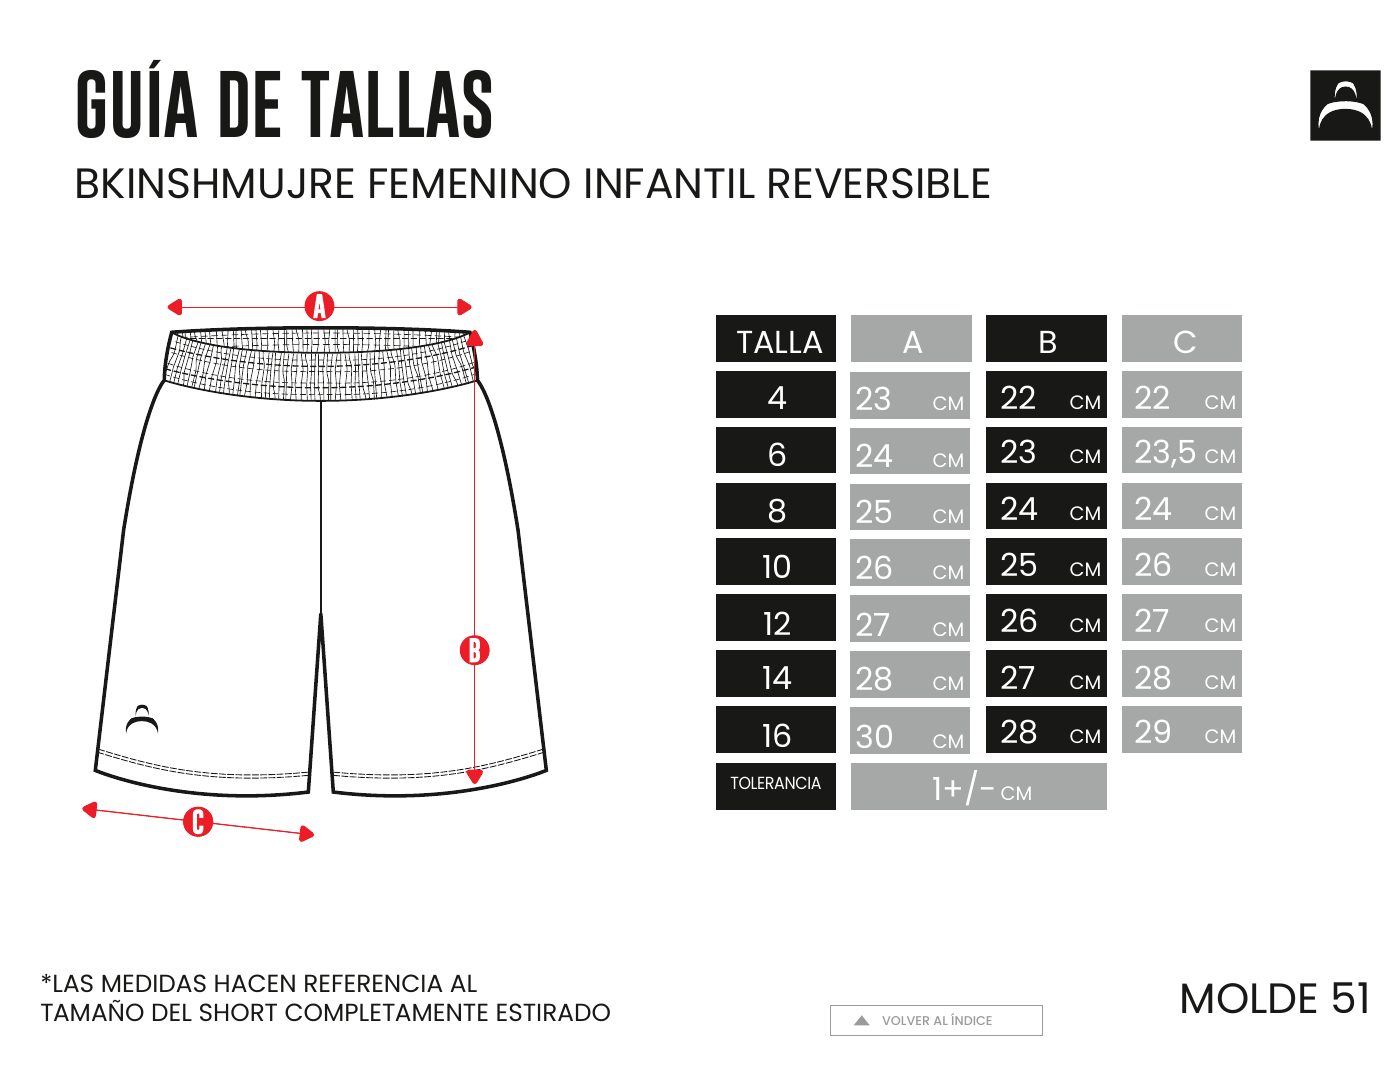 GUÍA DE TALLAS
BKINSHMUJRE FEMENINO INFANTIL REVERSIBLE
A
B
C
TALLA A B C
4 23 CM 22 CM 22 CM
6 24 CM 23 CM 23,5 CM
8 25 CM 24 CM 24 CM
10 26 CM 25 CM 26 CM
12 27 CM 26 CM 27 CM
14 28 CM 27 CM 28 CM
16 30 CM 28 CM 29 CM
TOLERANCIA 1+/- CM
*LAS MEDIDAS HACEN REFERENCIA AL
TAMAÑO DEL SHORT COMPLETAMENTE ESTIRADO
VOLVER AL ÍNDICE
MOLDE 51